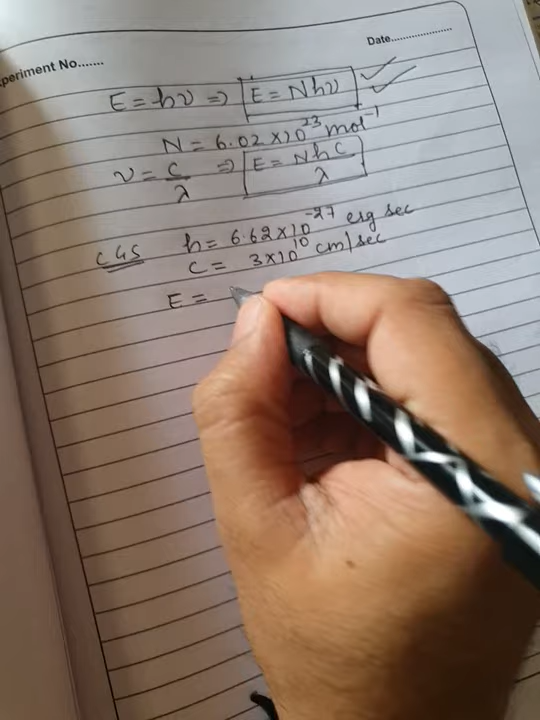 periment No.......
Date....................
E = hν ⇒ E = Nhν
N = 6.02 × 10²³ mol⁻¹
ν = c/λ ⇒ E = Nhc/λ
CGS h = 6.62 × 10⁻²⁷ erg sec
c = 3 × 10¹⁰ cm/sec
E =